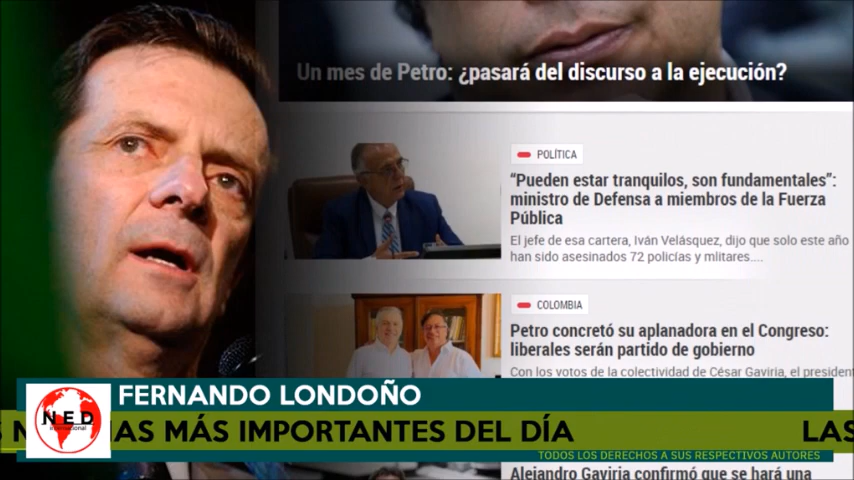 Un mes de Petro: ¿pasará del discurso a la ejecución?
POLÍTICA
“Pueden estar tranquilos, son fundamentales”:
ministro de Defensa a miembros de la Fuerza
Pública
El jefe de esa cartera, Iván Velásquez, dijo que solo este año
han sido asesinados 72 policías y militares....
COLOMBIA
Petro concretó su aplanadora en el Congreso:
liberales serán partido de gobierno
Con los votos de la colectividad de César Gaviria, el president
FERNANDO LONDOÑO
NED
International
MÁS IMPORTANTES DEL DÍA
LAS
TODOS LOS DERECHOS A SUS RESPECTIVOS AUTORES
Alejandro Gaviria confirmó que se hará una